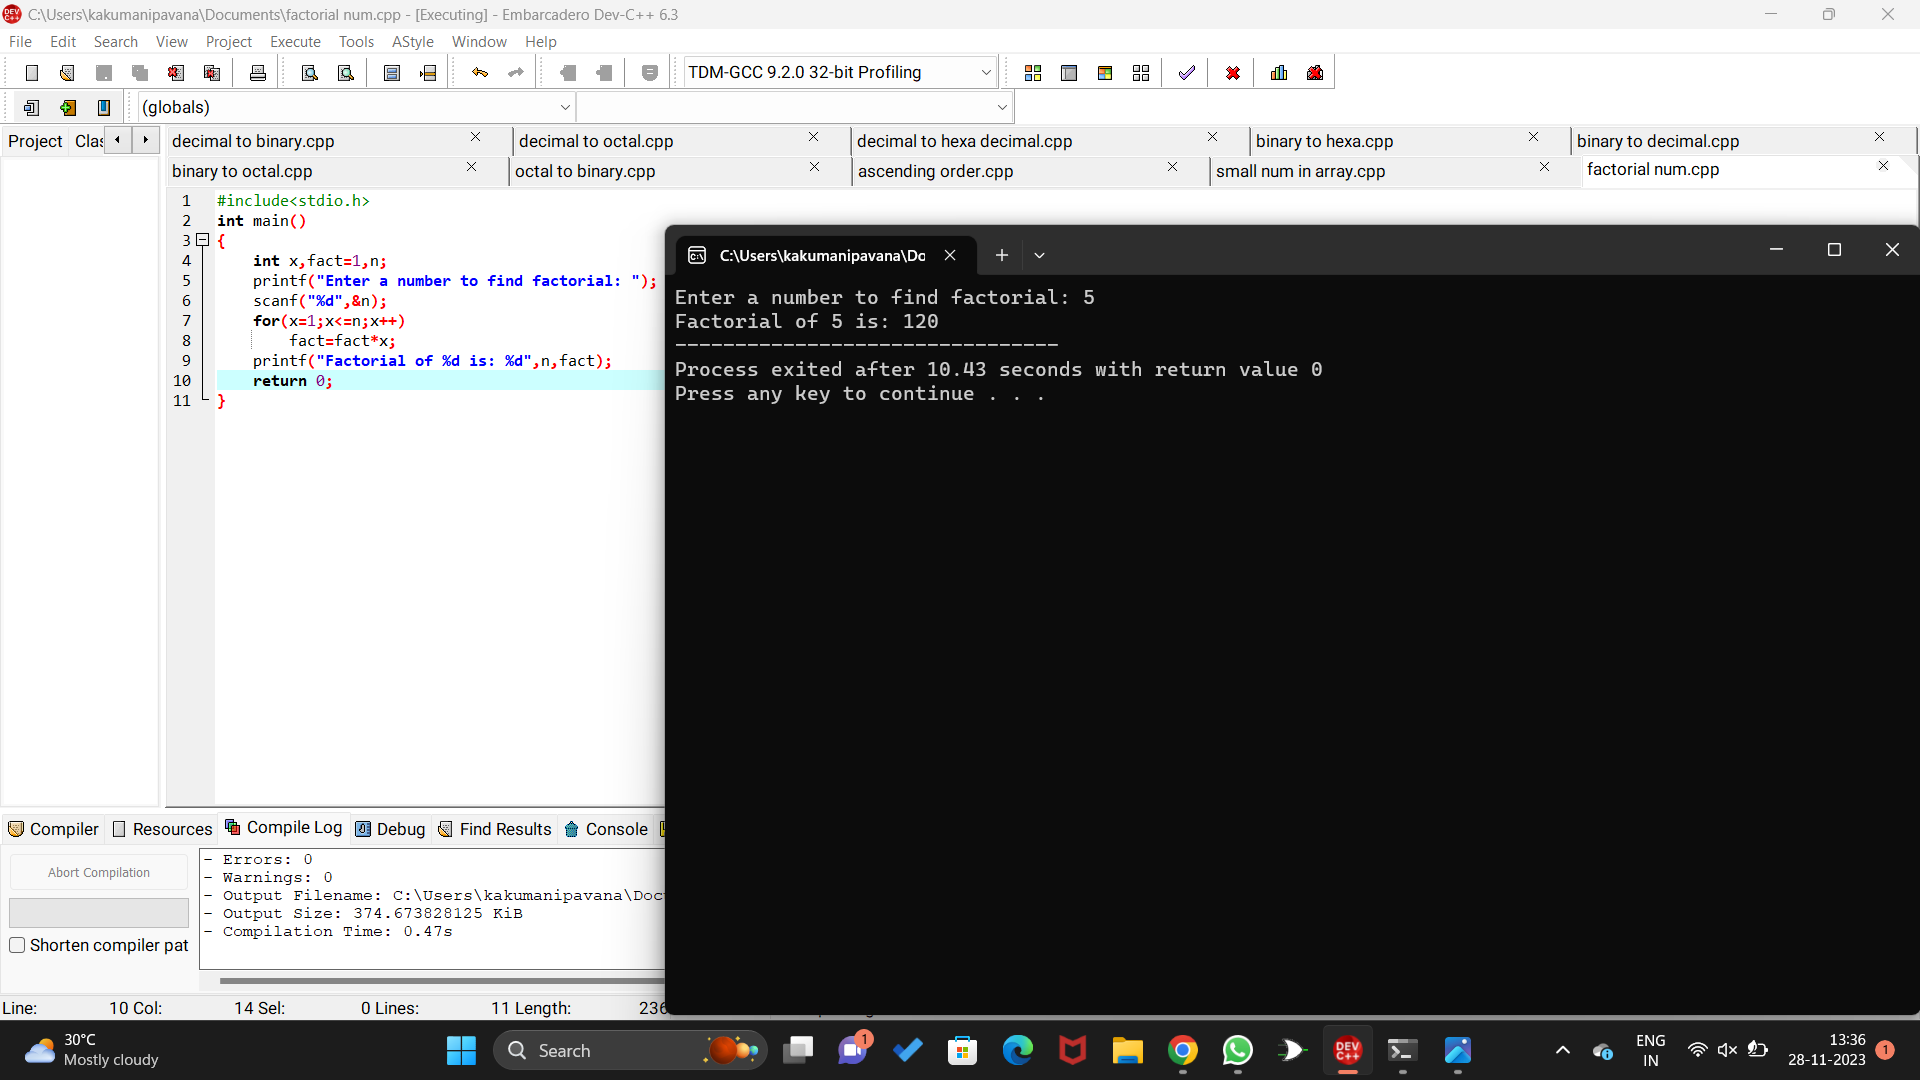 C:\Users\kakumanipavana\Documents\factorial num.cpp - [Executing] - Embarcadero Dev-C++ 6.3
File Edit Search View Project Execute Tools AStyle Window Help
TDM-GCC 9.2.0 32-bit Profiling
(globals)
Project Clas decimal to binary.cpp decimal to octal.cpp decimal to hexa decimal.cpp binary to hexa.cpp binary to decimal.cpp
binary to octal.cpp octal to binary.cpp ascending order.cpp small num in array.cpp factorial num.cpp
1 #include<stdio.h>
2 int main()
3 {
4 int x,fact=1,n;
5 printf("Enter a number to find factorial: ");
6 scanf("%d",&n);
7 for(x=1;x<=n;x++)
8 fact=fact*x;
9 printf("Factorial of %d is: %d",n,fact);
10 return 0;
11 }
C:\Users\kakumanipavana\Do
Enter a number to find factorial: 5
Factorial of 5 is: 120
--------------------------------
Process exited after 10.43 seconds with return value 0
Press any key to continue . . .
Compiler Resources Compile Log Debug Find Results Console
Abort Compilation
Shorten compiler pat
- Errors: 0
- Warnings: 0
- Output Filename: C:\Users\kakumanipavana\Doc
- Output Size: 374.673828125 KiB
- Compilation Time: 0.47s
Line: 10 Col: 14 Sel: 0 Lines: 11 Length: 236
30°C
Mostly cloudy
Search
1
DEV C++
ENG
IN
13:36
28-11-2023
1